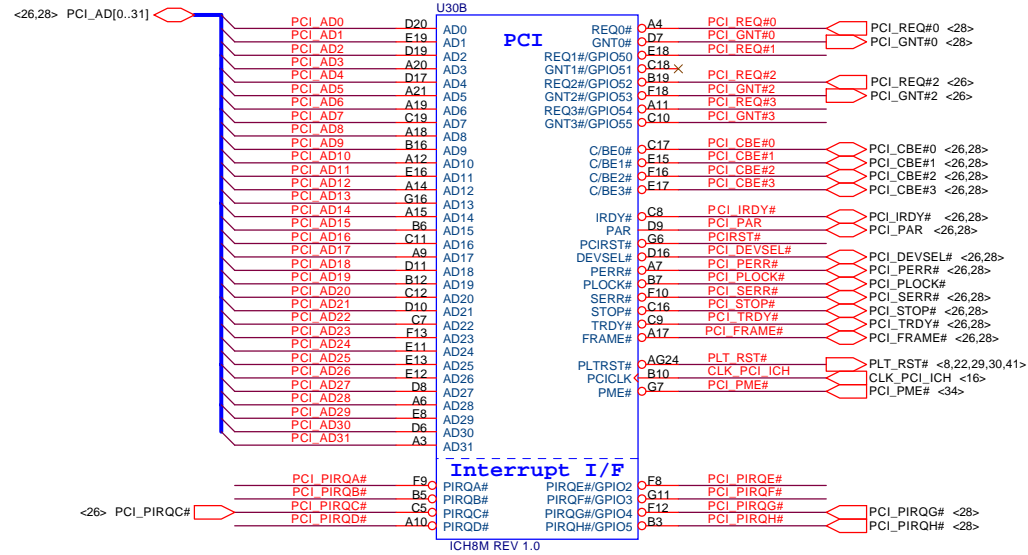 U30B
<26,28> PCI_AD[0..31]
PCI
PCI_AD0 D20 AD0
PCI_AD1 E19 AD1
PCI_AD2 D19 AD2
PCI_AD3 A20 AD3
PCI_AD4 D17 AD4
PCI_AD5 A21 AD5
PCI_AD6 A19 AD6
PCI_AD7 C19 AD7
PCI_AD8 A18 AD8
PCI_AD9 B16 AD9
PCI_AD10 A12 AD10
PCI_AD11 E16 AD11
PCI_AD12 A14 AD12
PCI_AD13 G16 AD13
PCI_AD14 A15 AD14
PCI_AD15 B6 AD15
PCI_AD16 C11 AD16
PCI_AD17 A9 AD17
PCI_AD18 D11 AD18
PCI_AD19 B12 AD19
PCI_AD20 C12 AD20
PCI_AD21 D10 AD21
PCI_AD22 C7 AD22
PCI_AD23 F13 AD23
PCI_AD24 E11 AD24
PCI_AD25 E13 AD25
PCI_AD26 E12 AD26
PCI_AD27 D8 AD27
PCI_AD28 A6 AD28
PCI_AD29 E8 AD29
PCI_AD30 D6 AD30
PCI_AD31 A3 AD31
REQ0# A4 PCI_REQ#0 PCI_REQ#0 <28>
GNT0# D7 PCI_GNT#0 PCI_GNT#0 <28>
REQ1#/GPIO50 E18 PCI_REQ#1
GNT1#/GPIO51 C18
REQ2#/GPIO52 B19 PCI_REQ#2 PCI_REQ#2 <26>
GNT2#/GPIO53 F18 PCI_GNT#2 PCI_GNT#2 <26>
REQ3#/GPIO54 A11 PCI_REQ#3
GNT3#/GPIO55 C10 PCI_GNT#3
C/BE0# C17 PCI_CBE#0 PCI_CBE#0 <26,28>
C/BE1# E15 PCI_CBE#1 PCI_CBE#1 <26,28>
C/BE2# F16 PCI_CBE#2 PCI_CBE#2 <26,28>
C/BE3# E17 PCI_CBE#3 PCI_CBE#3 <26,28>
IRDY# C8 PCI_IRDY# PCI_IRDY# <26,28>
PAR D9 PCI_PAR PCI_PAR <26,28>
PCIRST# G6 PCIRST#
DEVSEL# D16 PCI_DEVSEL# PCI_DEVSEL# <26,28>
PERR# A7 PCI_PERR# PCI_PERR# <26,28>
PLOCK# B7 PCI_PLOCK# PCI_PLOCK#
SERR# F10 PCI_SERR# PCI_SERR# <26,28>
STOP# C16 PCI_STOP# PCI_STOP# <26,28>
TRDY# C9 PCI_TRDY# PCI_TRDY# <26,28>
FRAME# A17 PCI_FRAME# PCI_FRAME# <26,28>
PLTRST# AG24 PLT_RST# PLT_RST# <8,22,29,30,41>
PCICLK B10 CLK_PCI_ICH CLK_PCI_ICH <16>
PME# G7 PCI_PME# PCI_PME# <34>
Interrupt I/F
PCI_PIRQA# F9 PIRQA# PIRQE#/GPIO2 F8 PCI_PIRQE#
PCI_PIRQB# B5 PIRQB# PIRQF#/GPIO3 G11 PCI_PIRQF#
<26> PCI_PIRQC# PCI_PIRQC# C5 PIRQC# PIRQG#/GPIO4 F12 PCI_PIRQG# PCI_PIRQG# <28>
PCI_PIRQD# A10 PIRQD# PIRQH#/GPIO5 B3 PCI_PIRQH# PCI_PIRQH# <28>
ICH8M REV 1.0